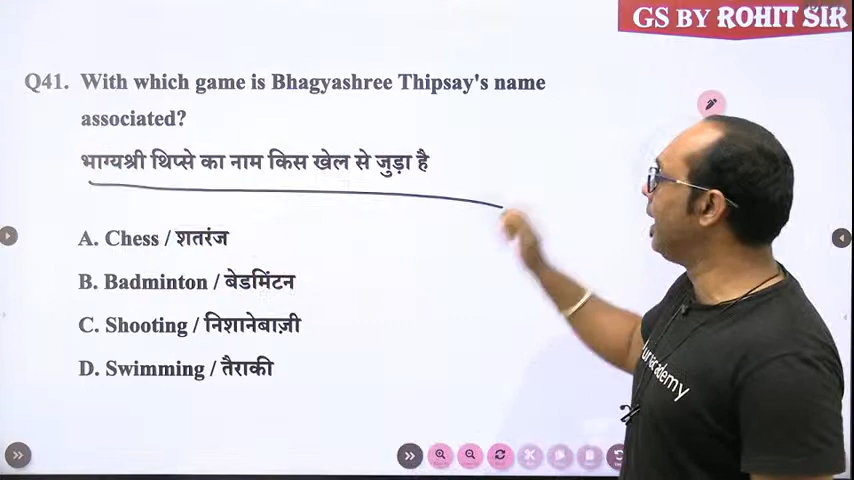 GS BY ROHIT SIR
Q41. With which game is Bhagyashree Thipsay's name
associated?
भाग्यश्री थिप्से का नाम किस खेल से जुड़ा है
A. Chess / शतरंज
B. Badminton / बेडमिंटन
C. Shooting / निशानेबाज़ी
D. Swimming / तैराकी